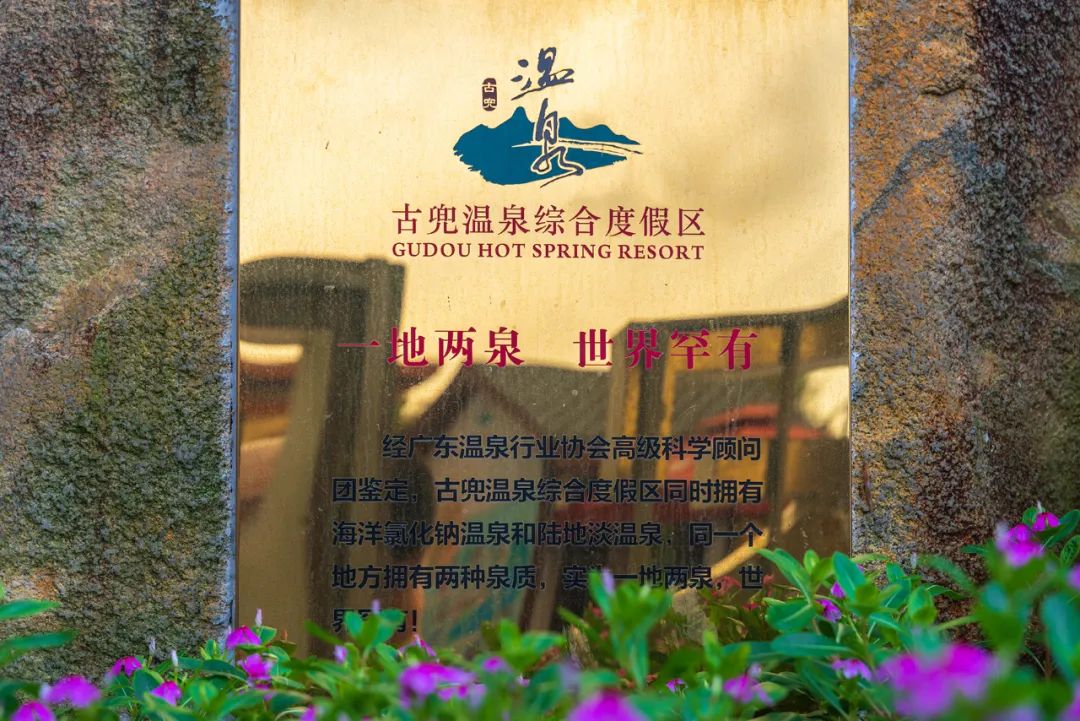 古兜
温泉
古兜温泉综合度假区
GUDOU HOT SPRING RESORT
一地两泉 世界罕有
经广东温泉行业协会高级科学顾问
团鉴定，古兜温泉综合度假区同时拥有
海洋氯化钠温泉和陆地淡温泉，同一个
地方拥有两种泉质，实为一地两泉，世
界罕有！